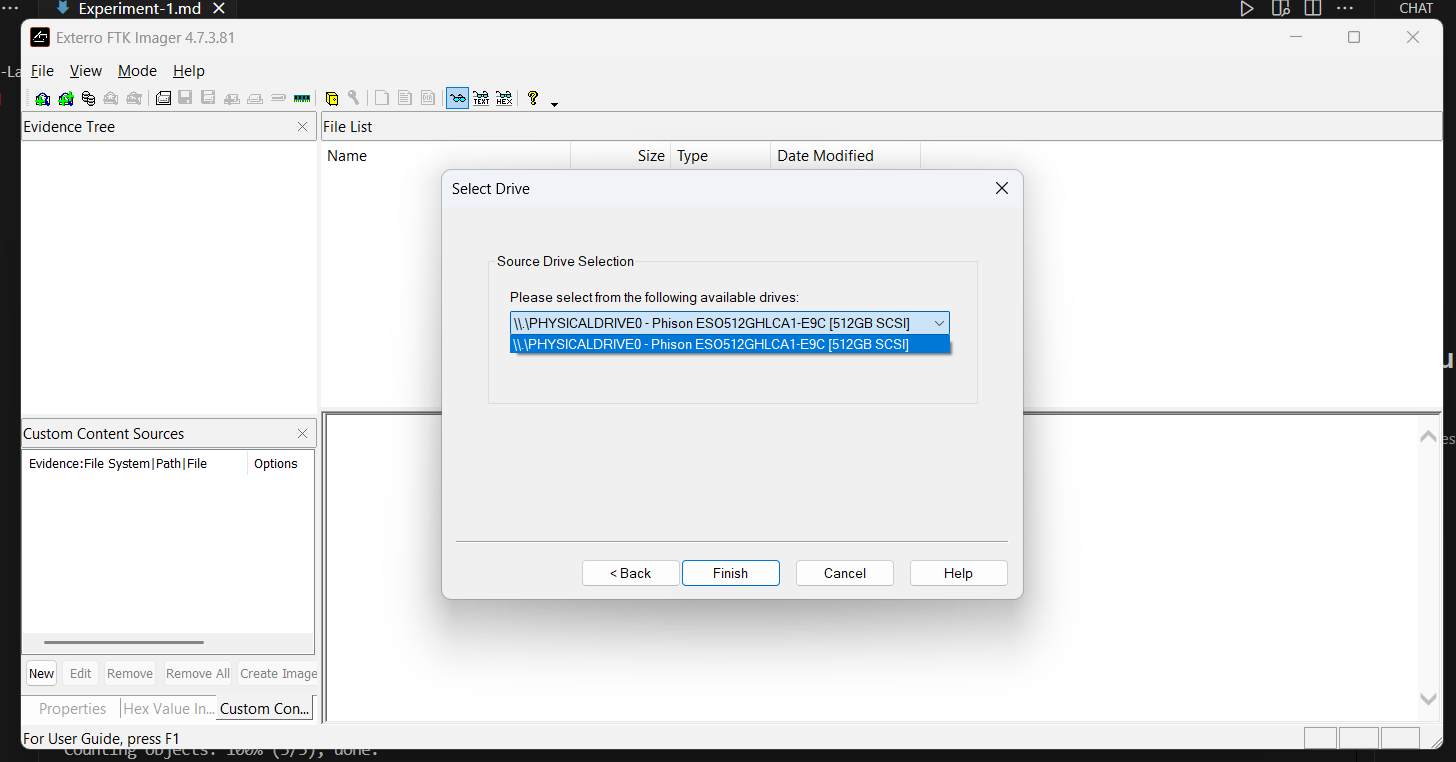 Experiment-1.md
CHAT
Exterro FTK Imager 4.7.3.81
-La
File View Mode Help
TEXT HEX
Evidence Tree
File List
Name Size Type Date Modified
Select Drive
Source Drive Selection
Please select from the following available drives:
\\.\PHYSICALDRIVE0 - Phison ESO512GHLCA1-E9C [512GB SCSI]
\\.\PHYSICALDRIVE0 - Phison ESO512GHLCA1-E9C [512GB SCSI]
Custom Content Sources
Evidence:File System|Path|File Options
< Back Finish Cancel Help
New Edit Remove Remove All Create Image
Properties Hex Value In... Custom Con...
For User Guide, press F1
Counting objects: 100% (5/5), done.